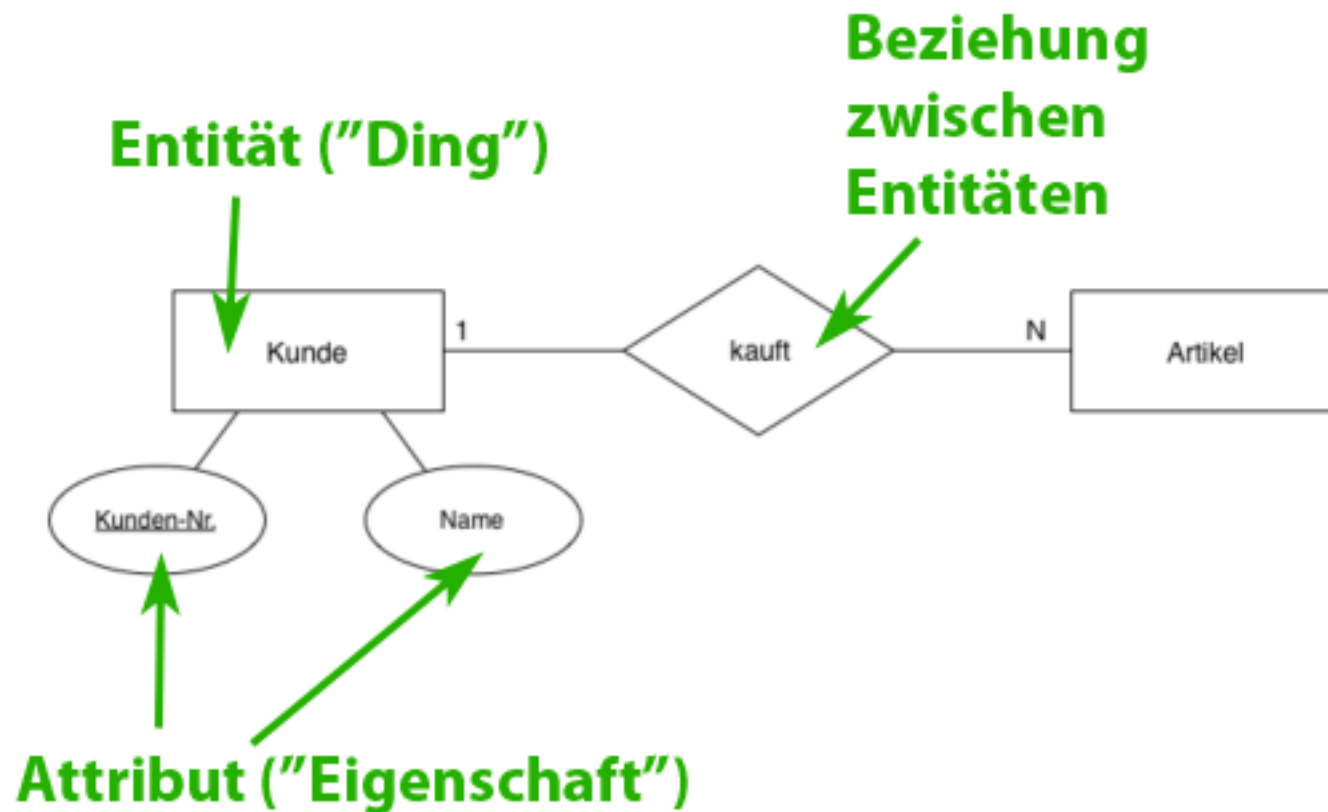 Beziehung
zwischen
Entitäten
Entität ("Ding")
1
N
Kunde
kauft
Artikel
Kunden-Nr.
Name
Attribut ("Eigenschaft")